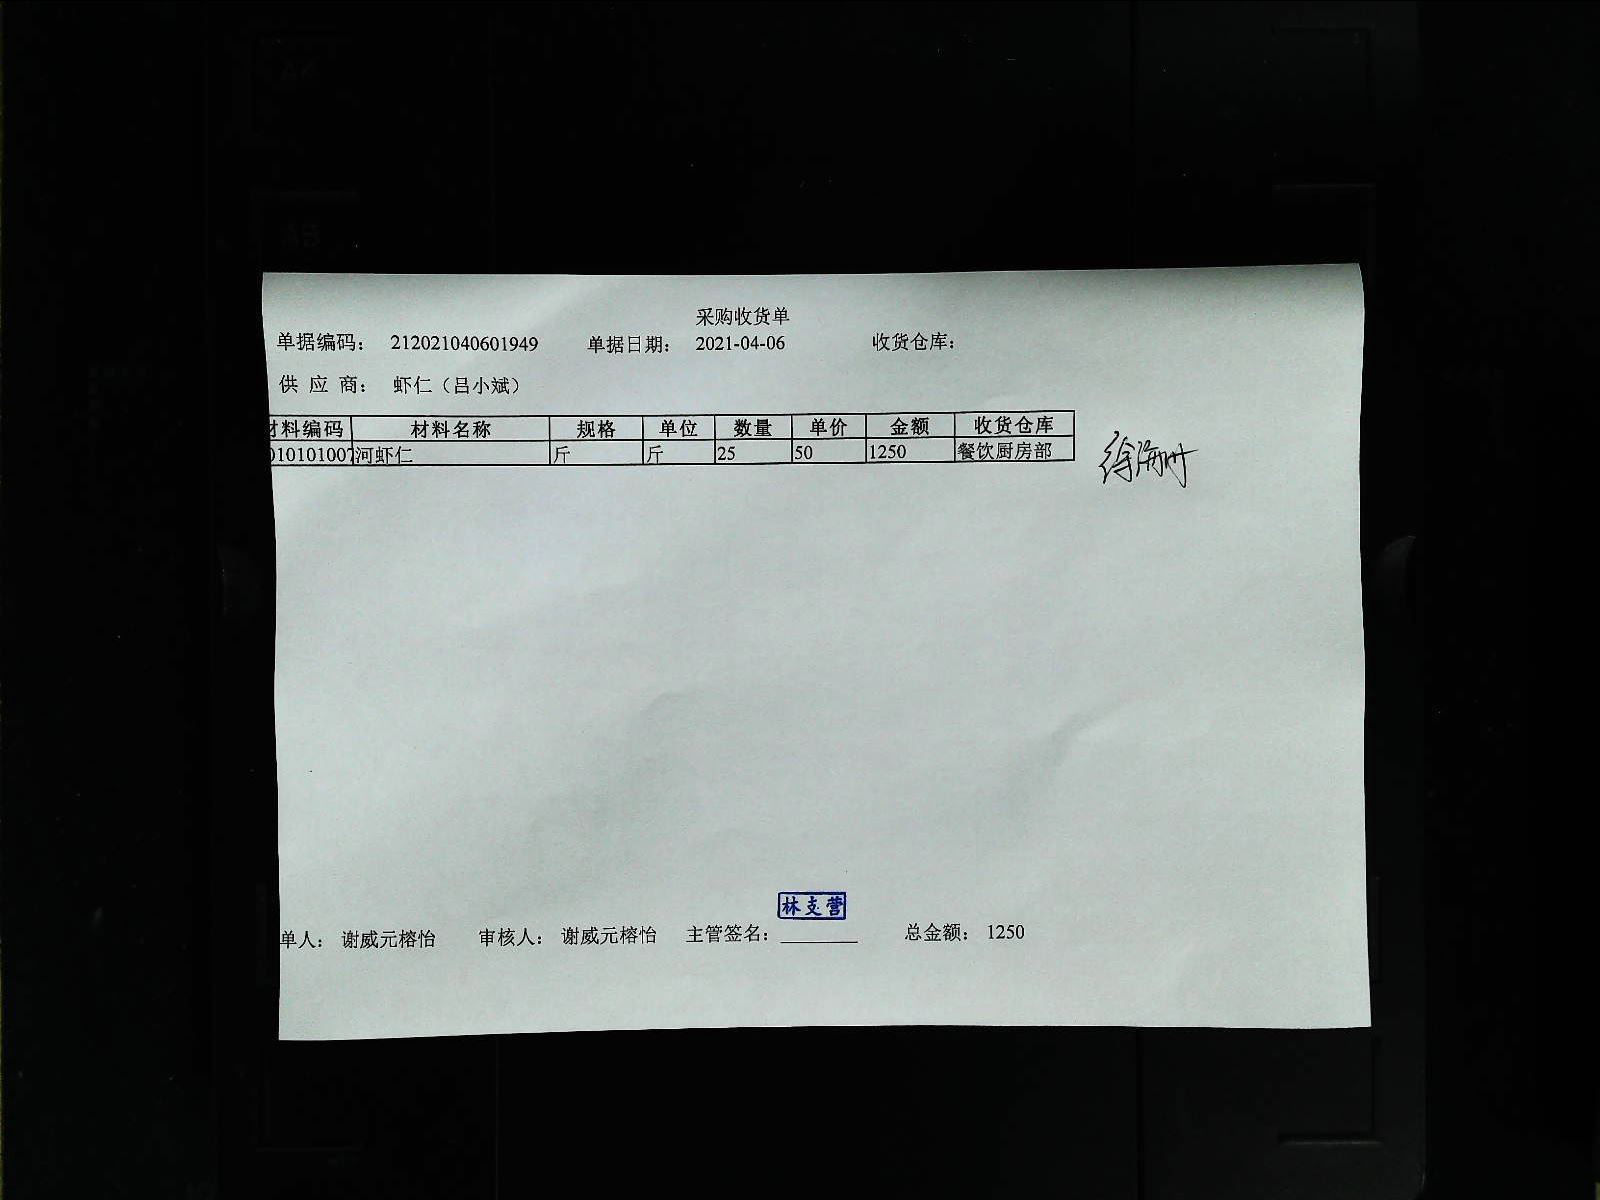 采购收货单
单据编码: 212021040601949 单据日期: 2021-04-06 收货仓库:
供 应 商: 虾仁（吕小斌）
材料编码 材料名称 规格 单位 数量 单价 金额 收货仓库
010101007 河虾仁 斤 斤 25 50 1250 餐饮厨房部
林支营
单人: 谢威元榕怡 审核人: 谢威元榕怡 主管签名: 总金额: 1250